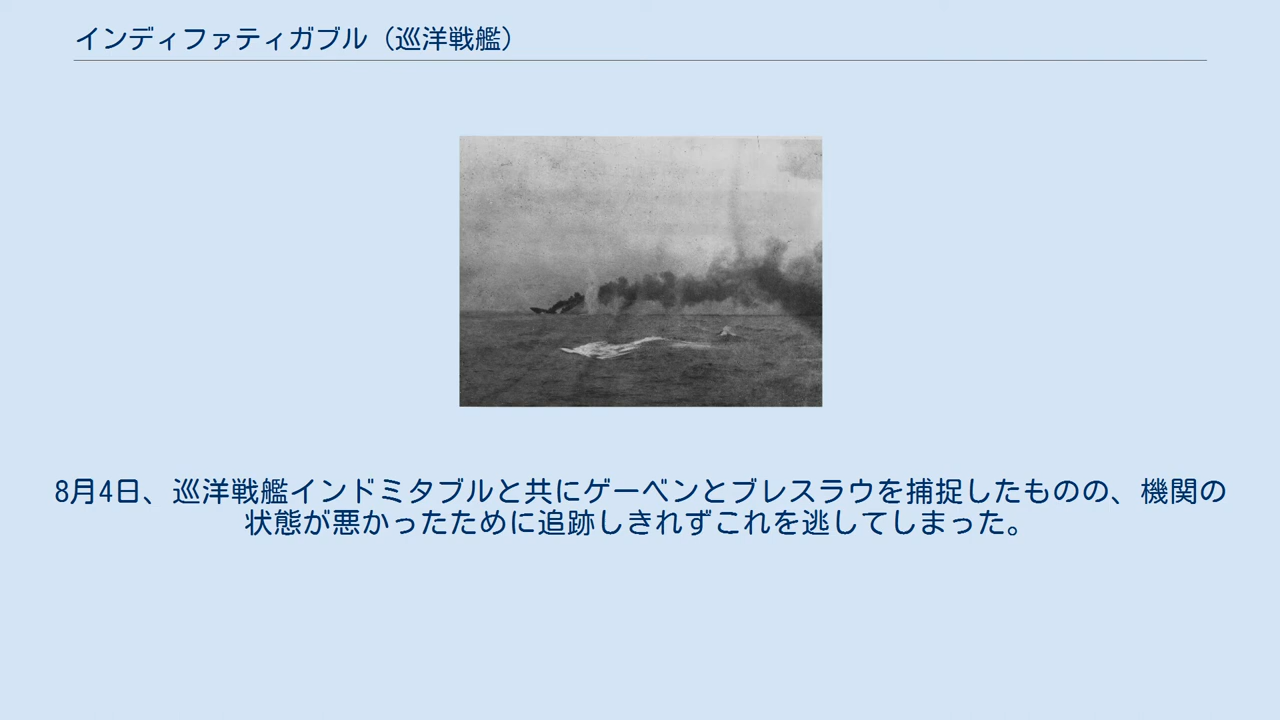 インディファティガブル（巡洋戦艦）
8月4日、巡洋戦艦インドミタブルと共にゲーベンとブレスラウを捕捉したものの、機関の
状態が悪かったために追跡しきれずこれを逃してしまった。